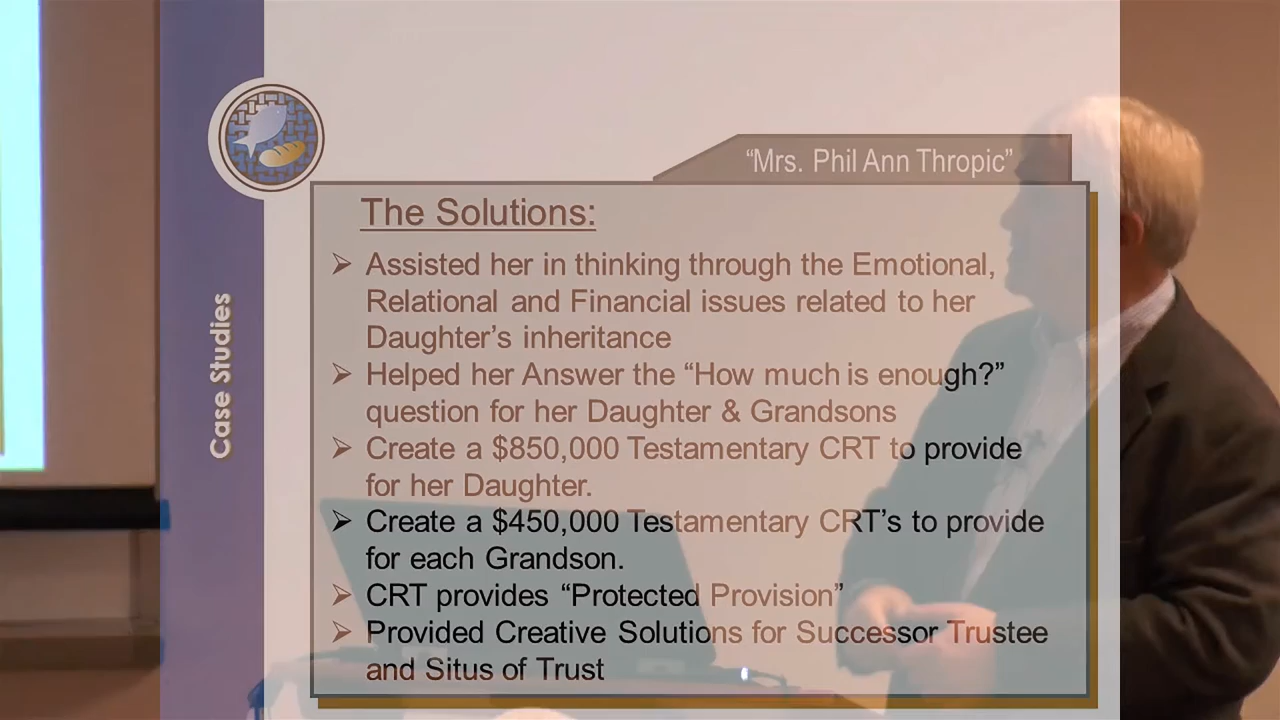 “Mrs. Phil Ann Thropic”
The Solutions:
➢ Assisted her in thinking through the Emotional,
Relational and Financial issues related to her
Daughter’s inheritance
➢ Helped her Answer the “How much is enough?”
question for her Daughter & Grandsons
➢ Create a $850,000 Testamentary CRT to provide
for her Daughter.
➢ Create a $450,000 Testamentary CRT’s to provide
for each Grandson.
➢ CRT provides “Protected Provision”
➢ Provided Creative Solutions for Successor Trustee
and Situs of Trust
Case Studies